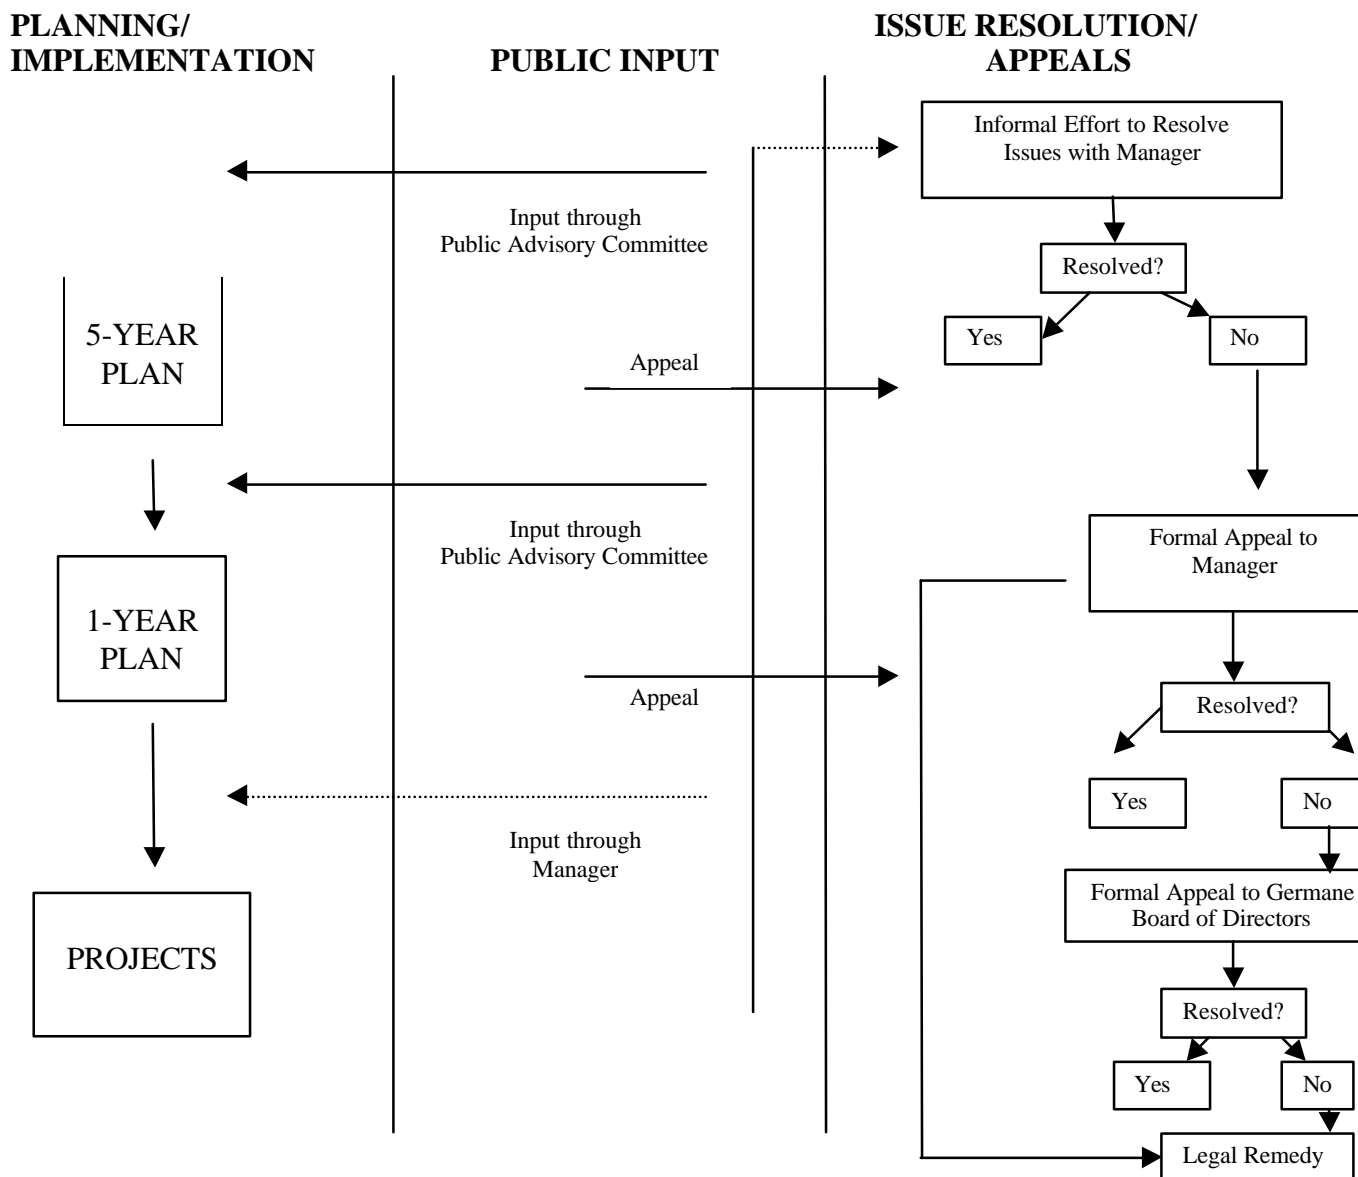 PLANNING/
IMPLEMENTATION
PUBLIC INPUT
ISSUE RESOLUTION/
APPEALS
Informal Effort to Resolve
Issues with Manager
Input through
Public Advisory Committee
Resolved?
Yes
No
5-YEAR
PLAN
Appeal
Input through
Public Advisory Committee
Formal Appeal to
Manager
1-YEAR
PLAN
Appeal
Resolved?
Yes
No
Input through
Manager
Formal Appeal to Germane
Board of Directors
PROJECTS
Resolved?
Yes
No
Legal Remedy